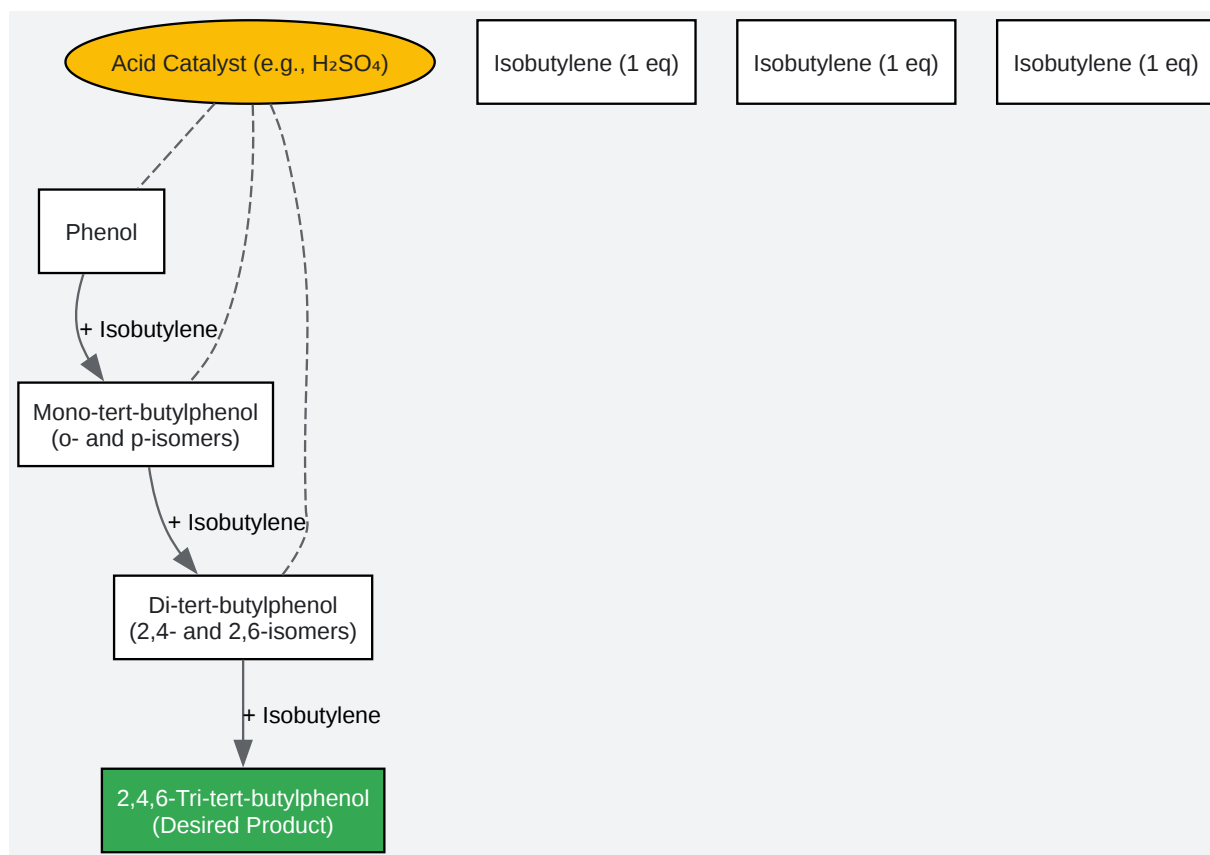 Acid Catalyst (e.g., H₂SO₄)
Isobutylene (1 eq)
Isobutylene (1 eq)
Isobutylene (1 eq)
Phenol
+ Isobutylene
Mono-tert-butylphenol
(o- and p-isomers)
+ Isobutylene
Di-tert-butylphenol
(2,4- and 2,6-isomers)
+ Isobutylene
2,4,6-Tri-tert-butylphenol
(Desired Product)